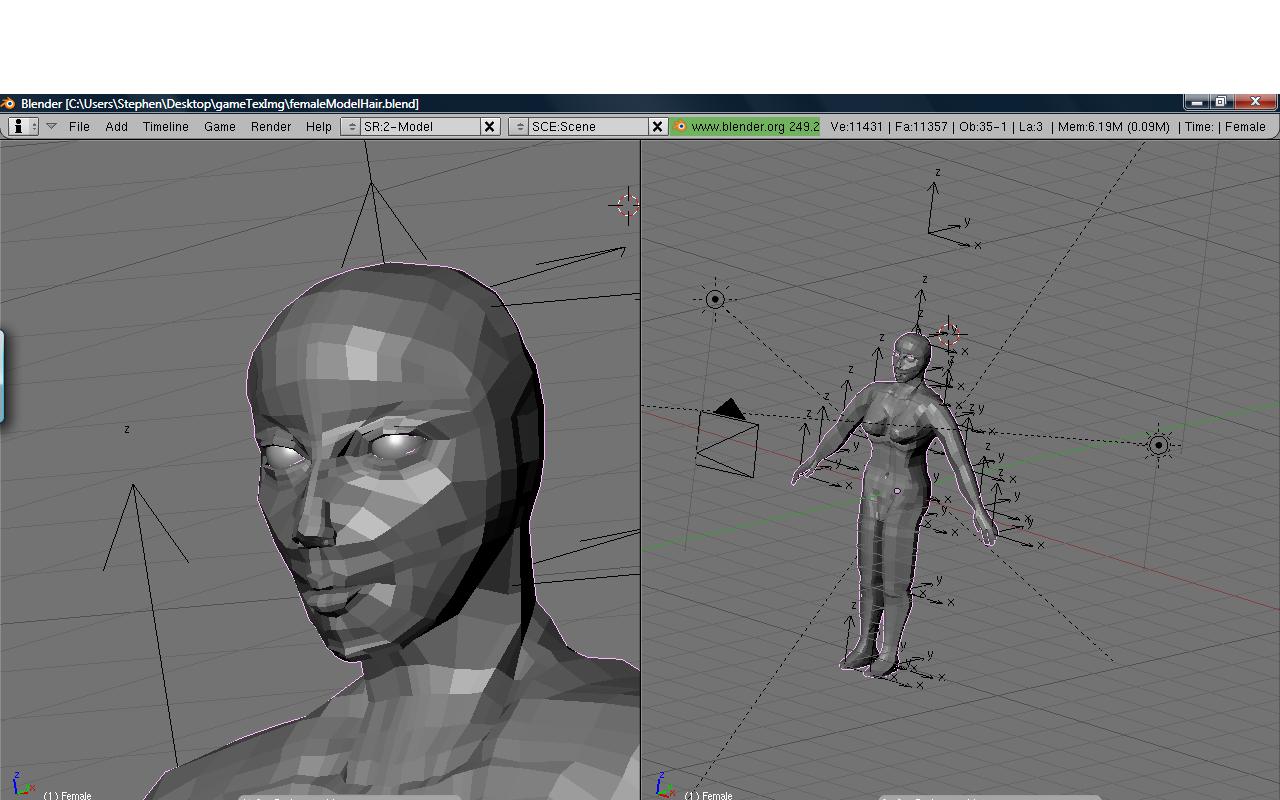 Blender [C:\Users\Stephen\Desktop\gameTexImg\femaleModelHair.blend]
File Add Timeline Game Render Help SR:2-Model SCE:Scene www.blender.org 249.2 Ve:11431 | Fa:11357 | Ob:35-1 | La:3 | Mem:6.19M (0.09M) | Time: | Female
(1) Female
(1) Female